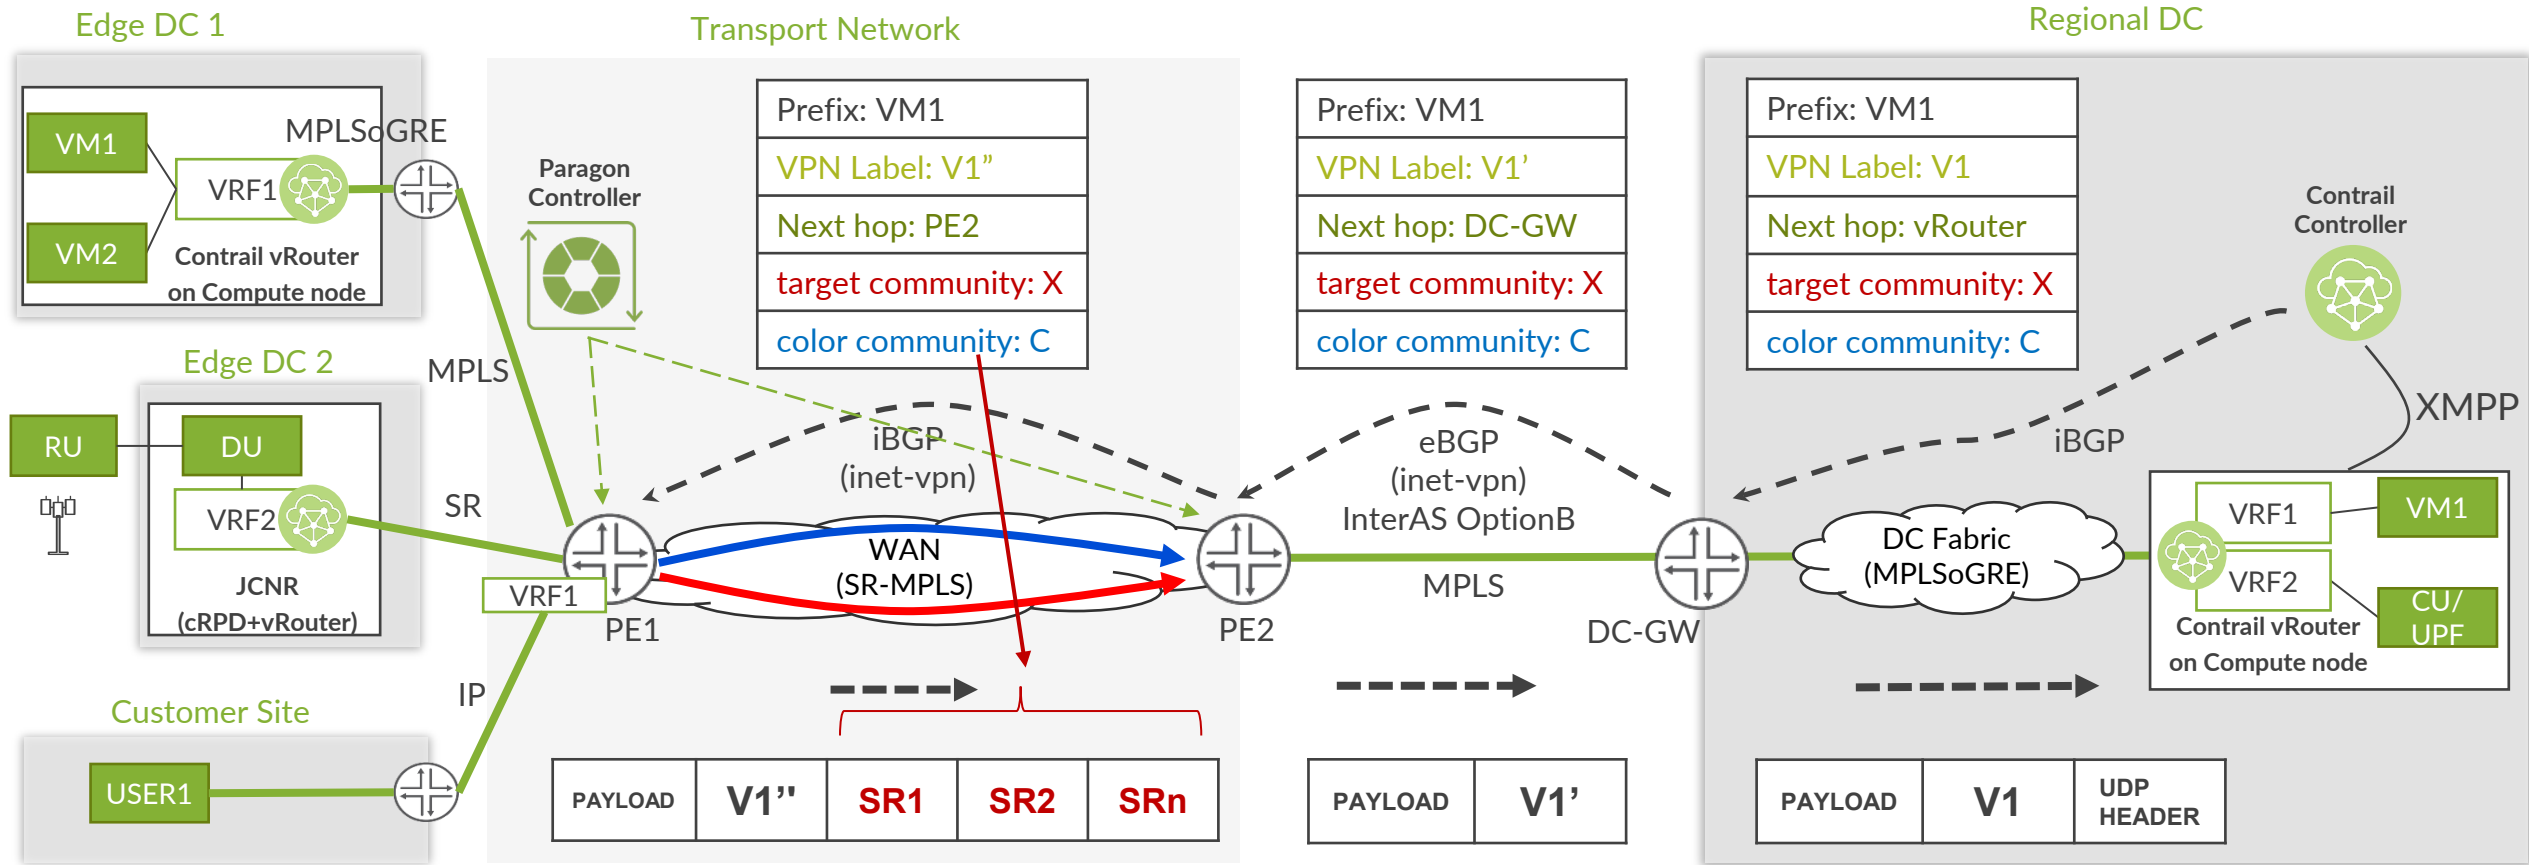 Edge DC 1
Transport Network
Regional DC
VM1
VM2
VRF1
MPLSoGRE
Contrail vRouter
on Compute node
Paragon
Controller
Prefix: VM1
VPN Label: V1”
Next hop: PE2
target community: X
color community: C
Prefix: VM1
VPN Label: V1’
Next hop: DC-GW
target community: X
color community: C
Prefix: VM1
VPN Label: V1
Next hop: vRouter
target community: X
color community: C
Contrail
Controller
XMPP
Edge DC 2
MPLS
RU
DU
VRF2
JCNR
(cRPD+vRouter)
SR
iBGP
(inet-vpn)
eBGP
(inet-vpn)
InterAS OptionB
iBGP
WAN
(SR-MPLS)
VRF1
PE1
PE2
MPLS
DC-GW
DC Fabric
(MPLSoGRE)
VRF1
VRF2
VM1
CU/
UPF
Contrail vRouter
on Compute node
IP
Customer Site
USER1
PAYLOAD
V1’'
SR1
SR2
SRn
PAYLOAD
V1’
PAYLOAD
V1
UDP
HEADER